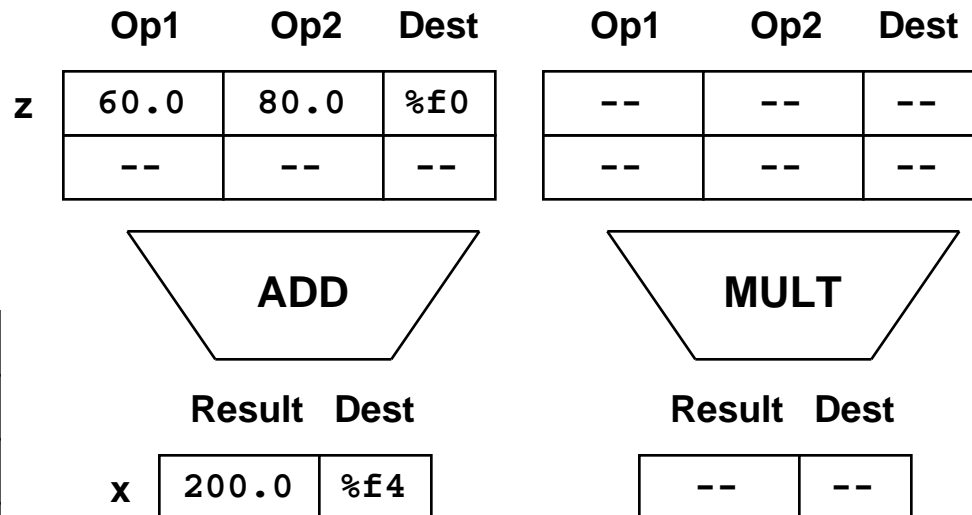 Op1 Op2 Dest Op1 Op2 Dest
z 60.0 80.0 %f0 -- -- --
-- -- -- -- -- --
ADD MULT
Result Dest Result Dest
x 200.0 %f4 -- --